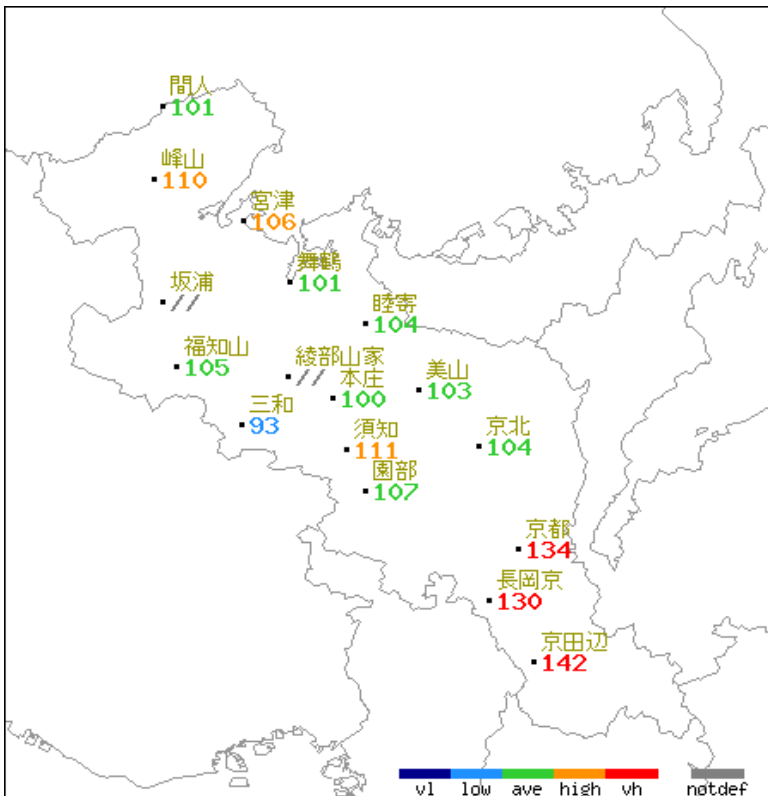 間人
101
峰山
110
宮津
106
舞鶴
101
坂浦
//
睦寄
104
福知山
105
綾部山家
//
本庄
100
美山
103
三和
93
須知
111
京北
104
園部
107
京都
134
長岡京
130
京田辺
142
vl low ave high vh nøtdef